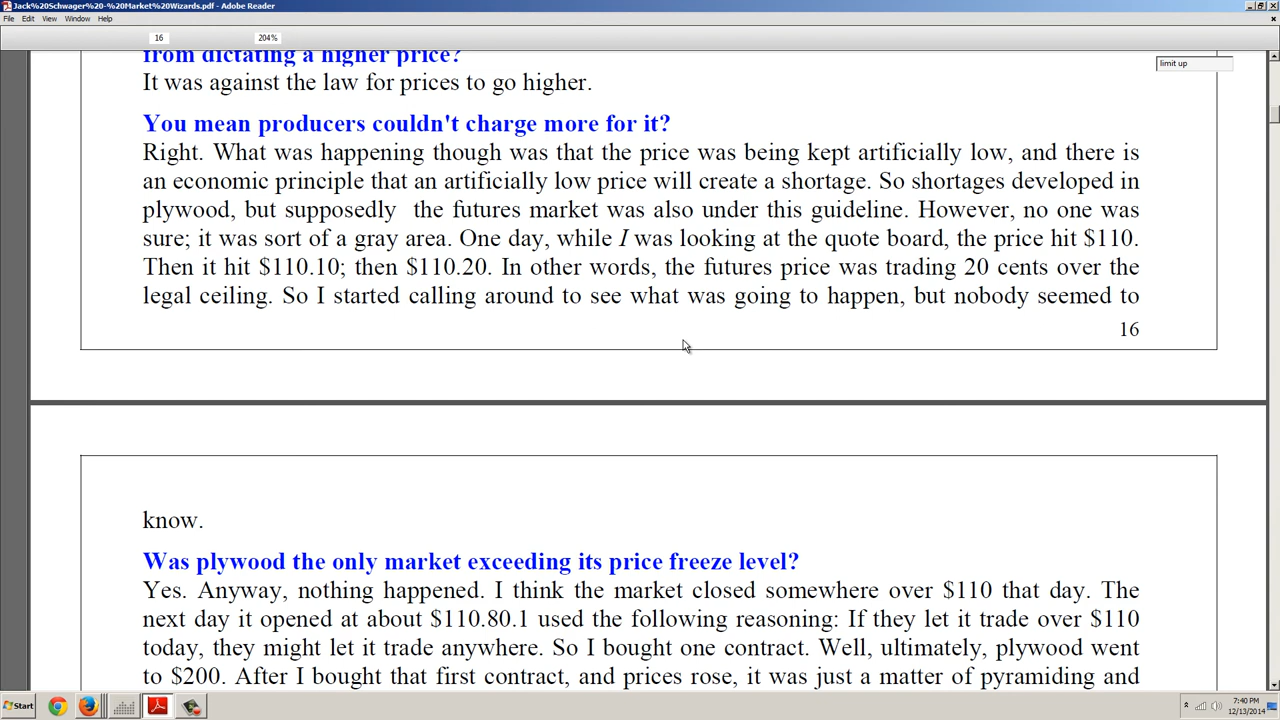 Jack%20Schwager%20-%20Market%20Wizards.pdf - Adobe Reader
File Edit View Window Help
16 204%
from dictating a higher price?
limit up
It was against the law for prices to go higher.
You mean producers couldn't charge more for it?
Right. What was happening though was that the price was being kept artificially low, and there is
an economic principle that an artificially low price will create a shortage. So shortages developed in
plywood, but supposedly the futures market was also under this guideline. However, no one was
sure; it was sort of a gray area. One day, while I was looking at the quote board, the price hit $110.
Then it hit $110.10; then $110.20. In other words, the futures price was trading 20 cents over the
legal ceiling. So I started calling around to see what was going to happen, but nobody seemed to
16
know.
Was plywood the only market exceeding its price freeze level?
Yes. Anyway, nothing happened. I think the market closed somewhere over $110 that day. The
next day it opened at about $110.80.1 used the following reasoning: If they let it trade over $110
today, they might let it trade anywhere. So I bought one contract. Well, ultimately, plywood went
to $200. After I bought that first contract, and prices rose, it was just a matter of pyramiding and
Start
7:40 PM
12/13/2014